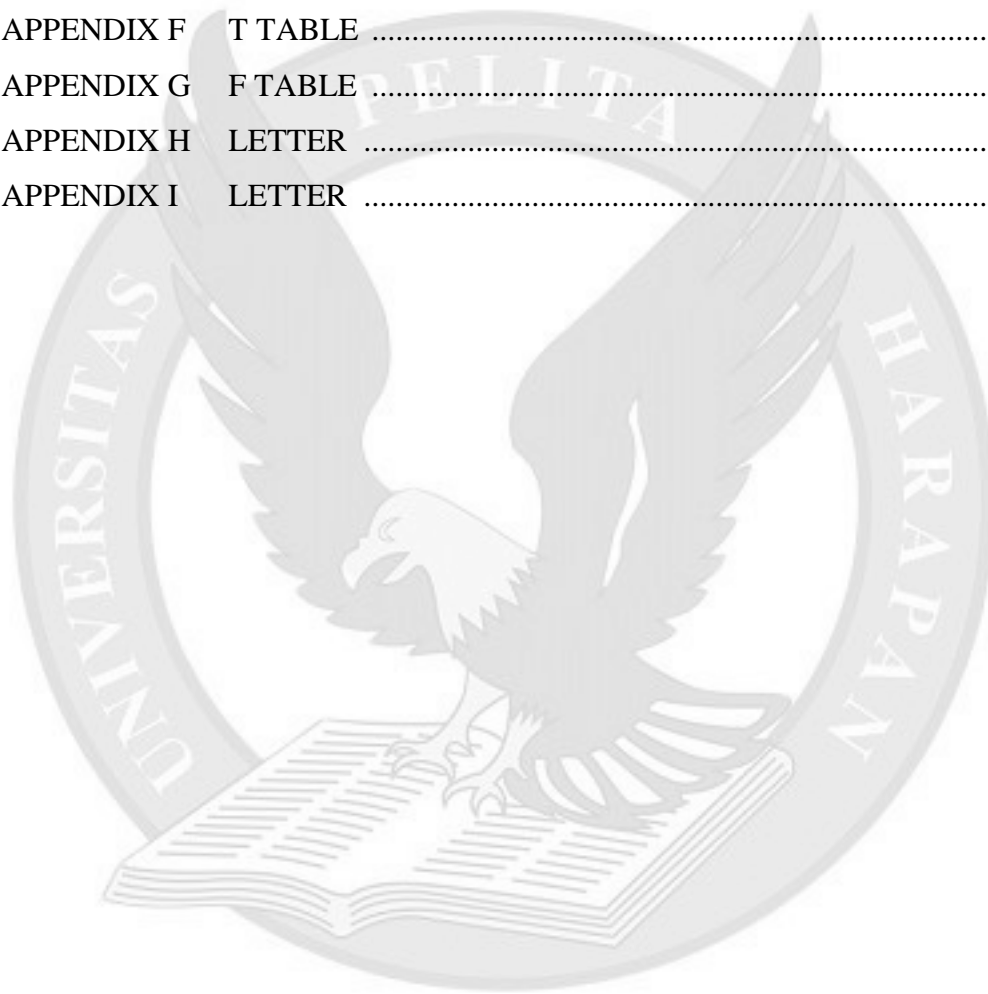 APPENDIX F T TABLE ................................................................................
APPENDIX G F TABLE ................................................................................
APPENDIX H LETTER ................................................................................
APPENDIX I LETTER ................................................................................
UNIVERSITAS PELITA HARAPAN